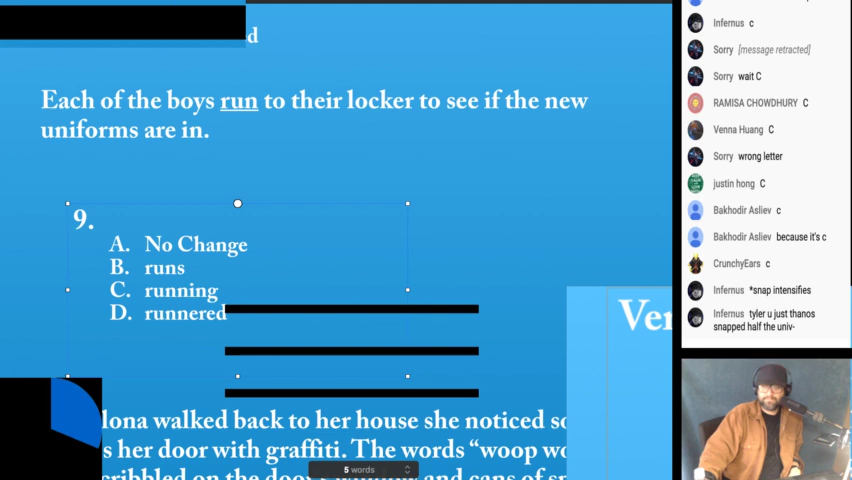 d
Each of the boys run to their locker to see if the new
uniforms are in.
9.
A. No Change
B. runs
C. running
D. runnered
Ver
lona walked back to her house she noticed so
s her door with graffiti. The words “woop wo
cribbled on the door
and cans of
5 words
Infernus c
Sorry [message retracted]
Sorry wait C
RAMISA CHOWDHURY C
Venna Huang C
Sorry wrong letter
justin hong C
Bakhodir Asliev c
Bakhodir Asliev because it's c
CrunchyEars c
Infernus *snap intensifies
Infernus tyler u just thanos
snapped half the univ-